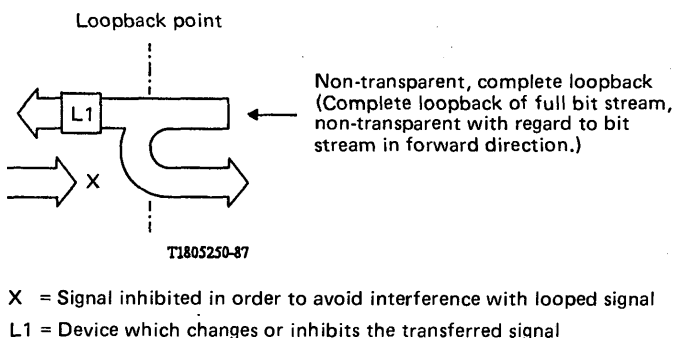 Loopback point
L1
X
Non-transparent, complete loopback
(Complete loopback of full bit stream,
non-transparent with regard to bit
stream in forward direction.)
T1805250-87
X = Signal inhibited in order to avoid interference with looped signal
L1 = Device which changes or inhibits the transferred signal